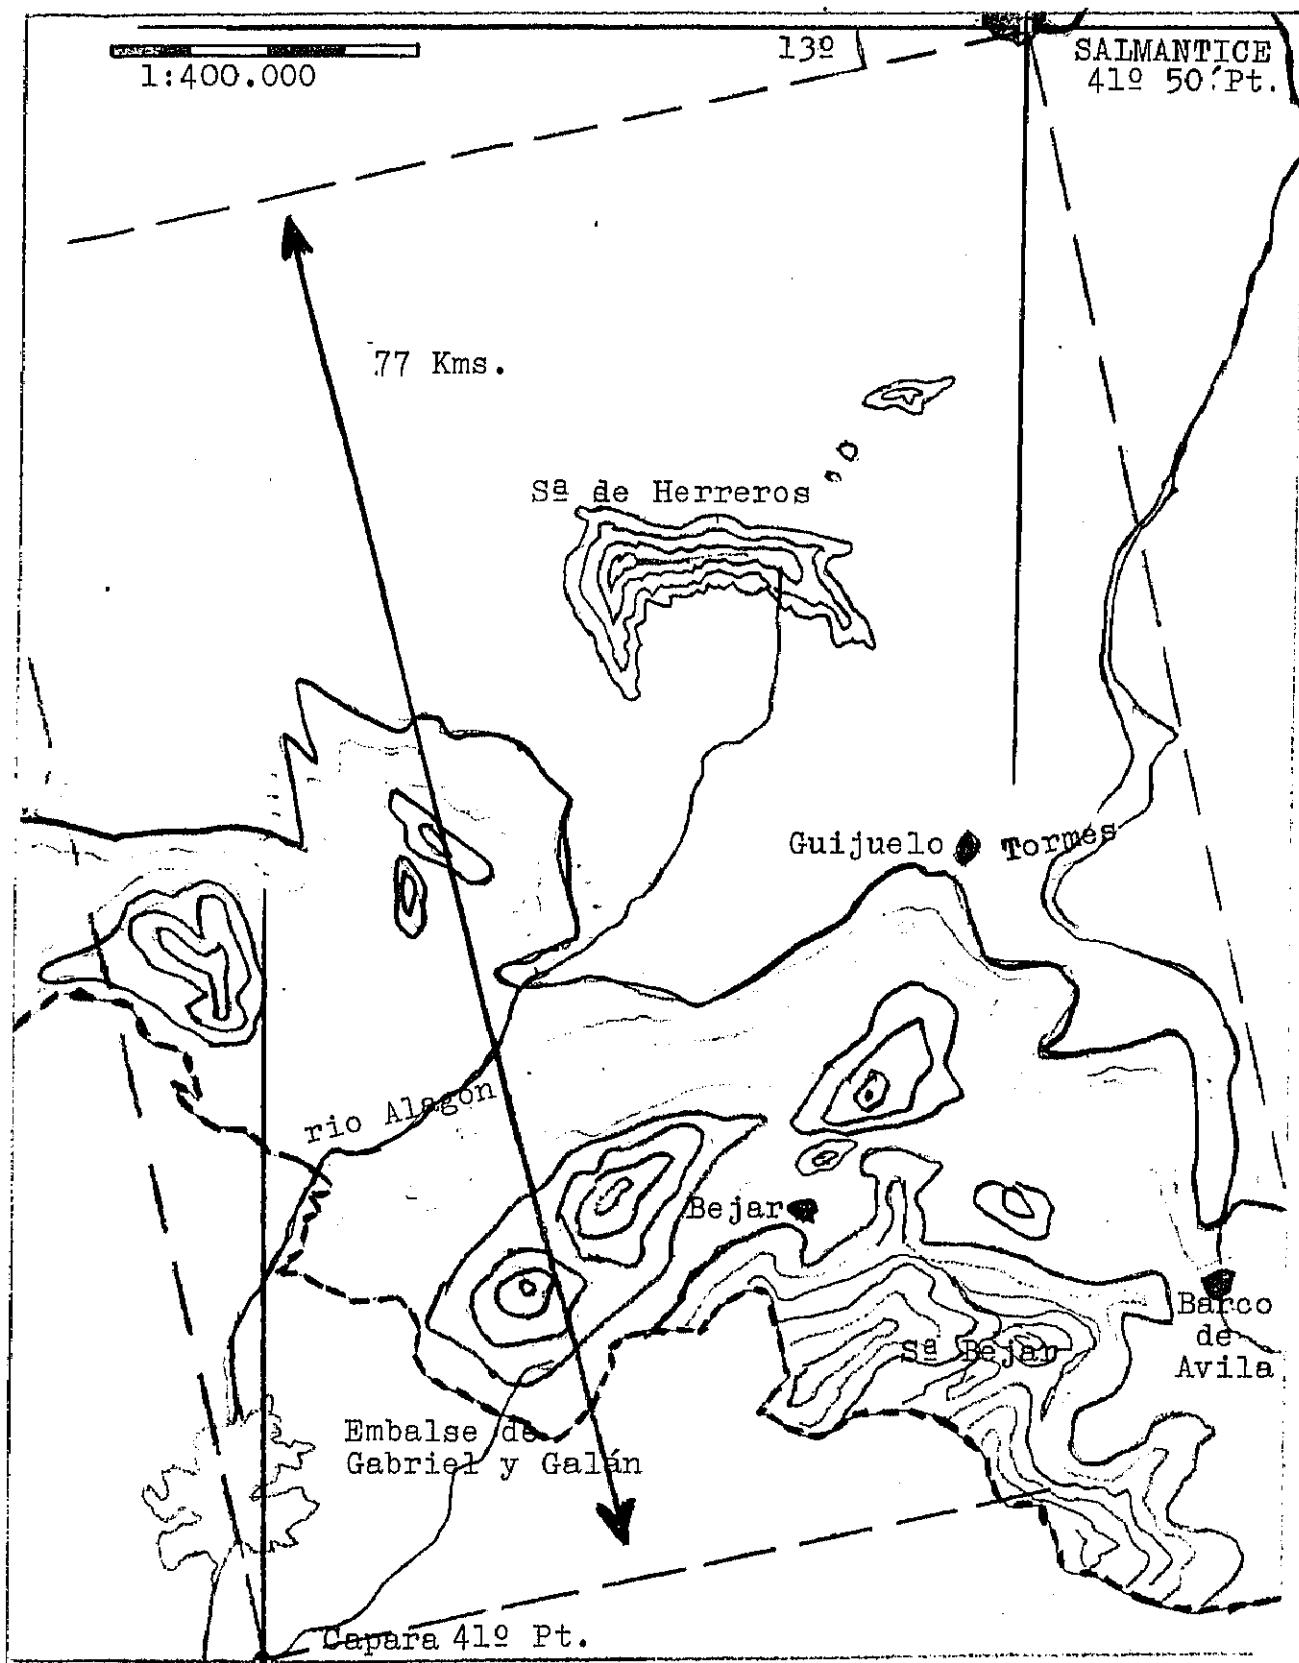 1:400.000
13º
SALMANTICE
41º 50' Pt.
77 Kms.
Sª de Herreros
Guijuelo
Tormes
rio Alagon
Bejar
Barco
de
Avila
Sª Bejar
Embalse de
Gabriel y Galán
Capara 41º Pt.